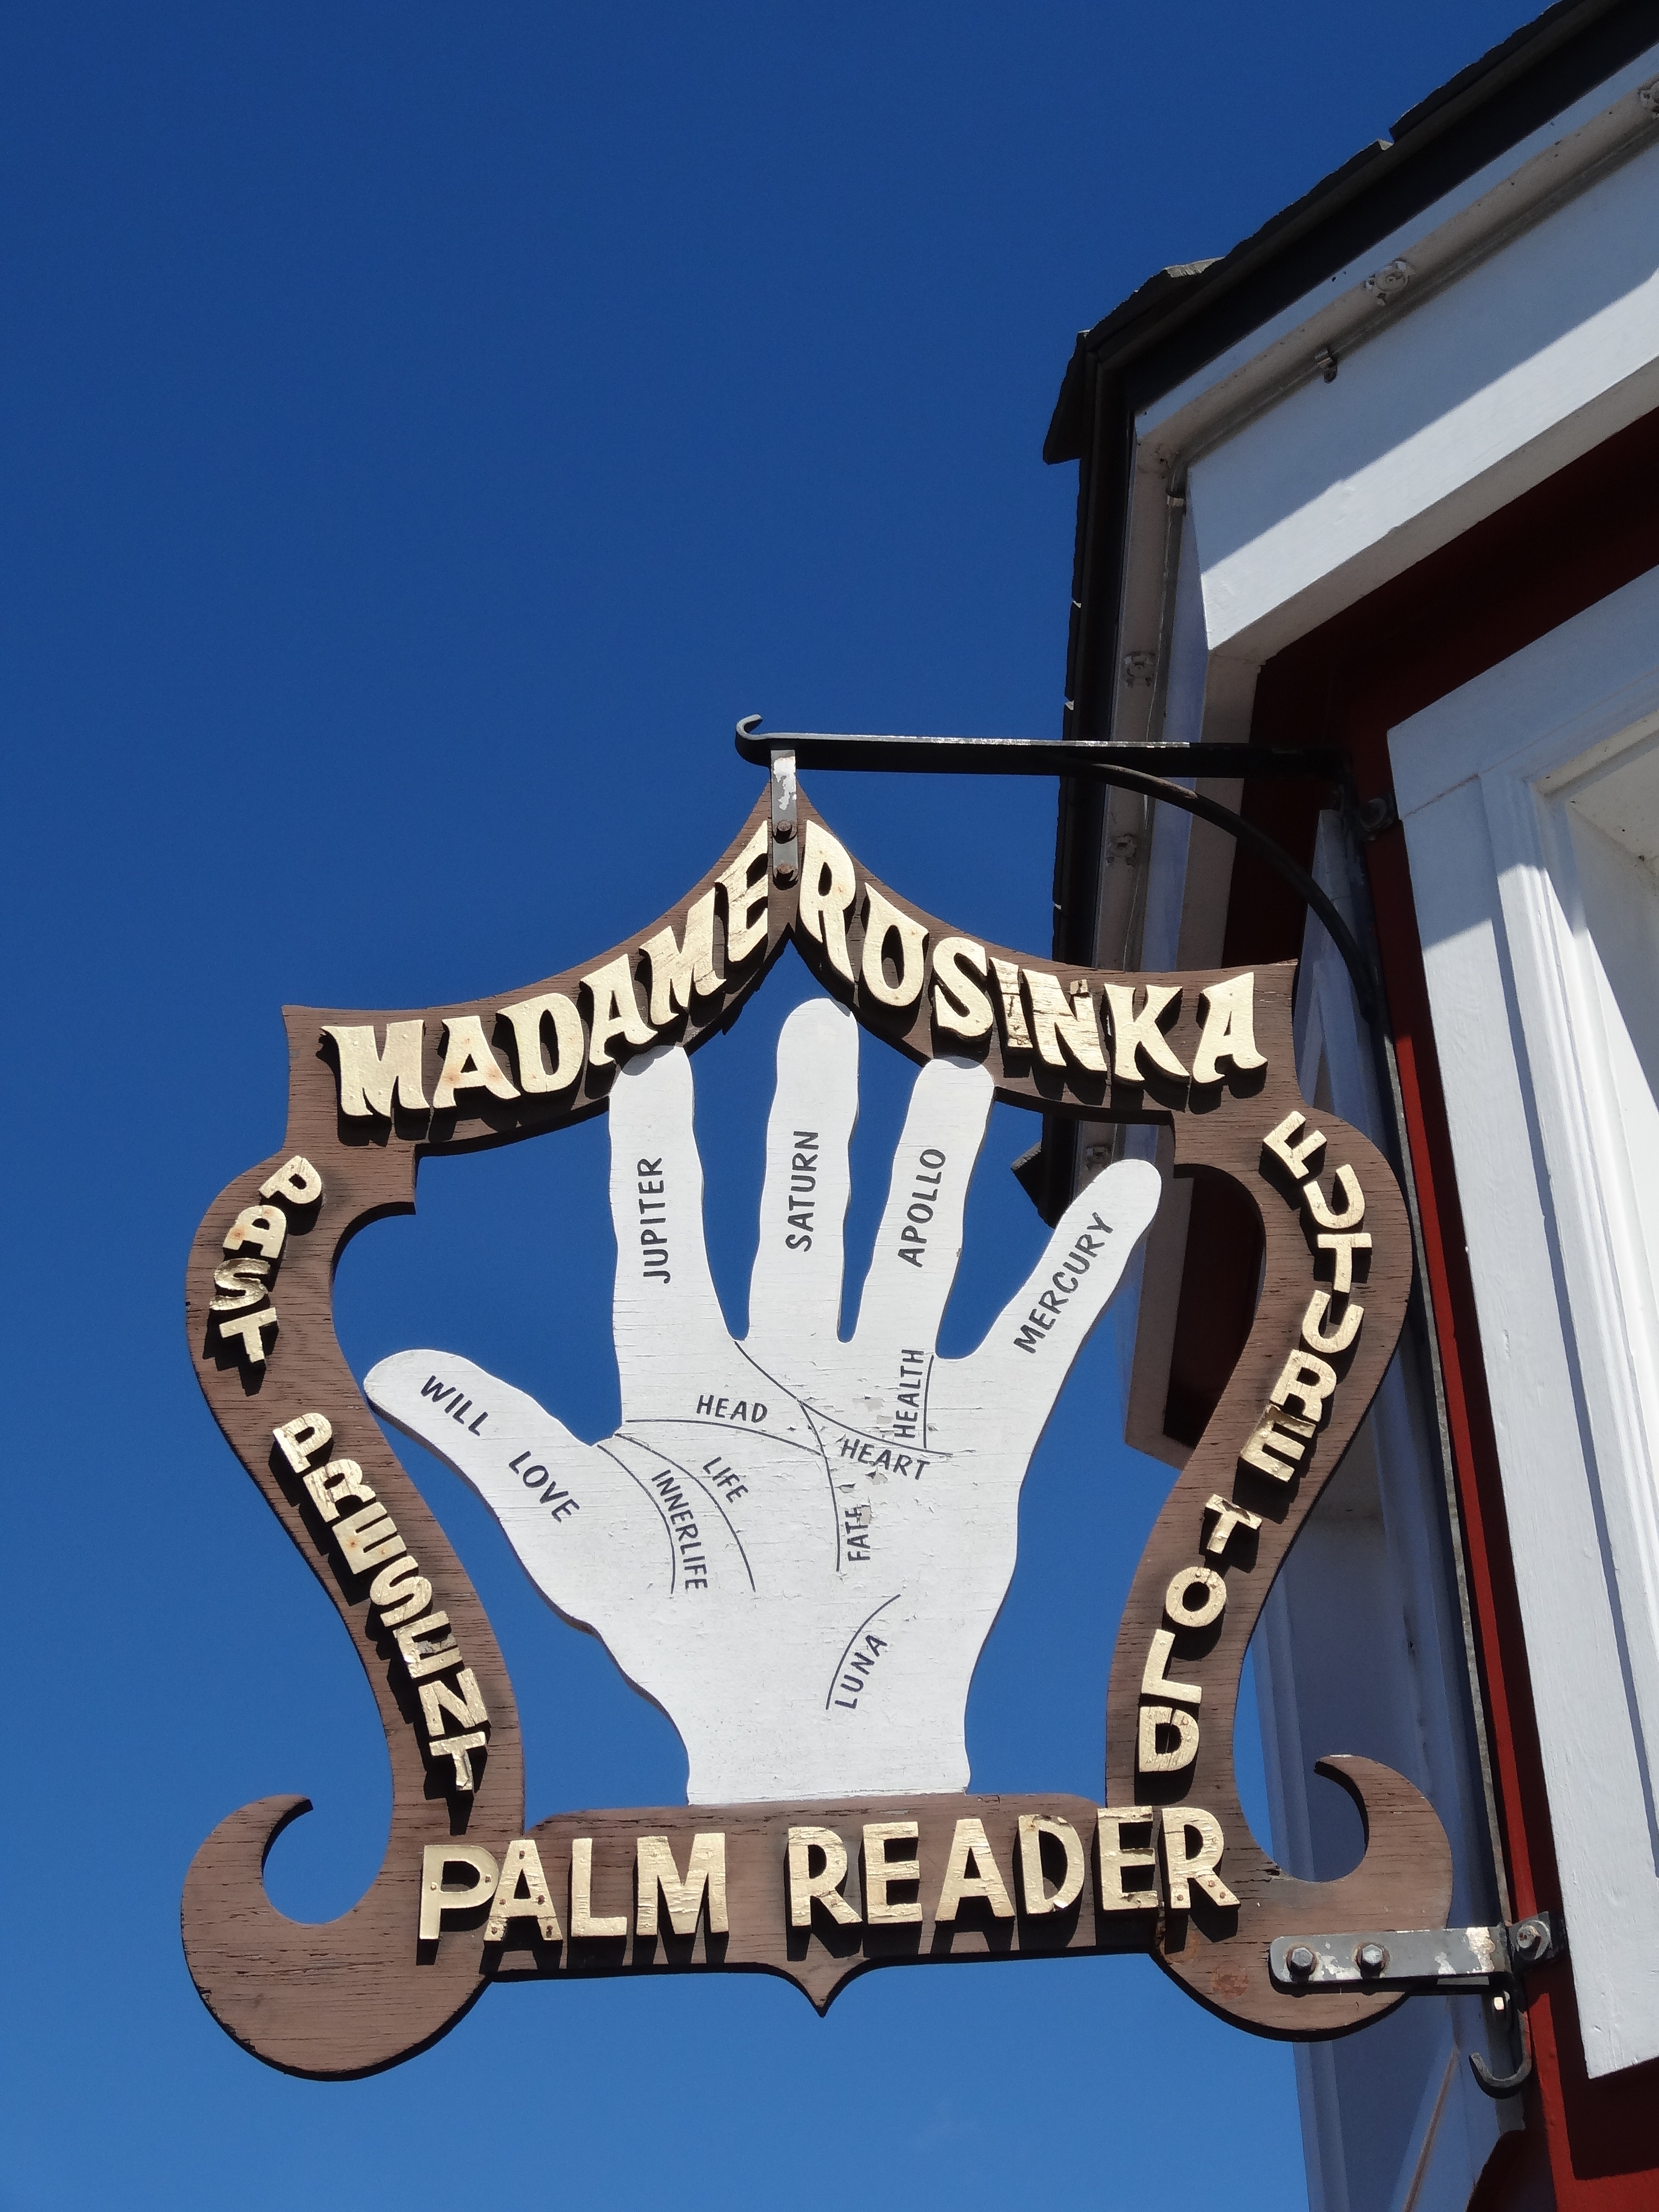 MADAME ROSINKA
PAST PRESENT
FUTURE TOLD
JUPITER
SATURN
APOLLO
MERCURY
WILL
LOVE
HEAD
HEALTH
HEART
LIFE
INNERLIFE
FATE
LUNA
PALM READER